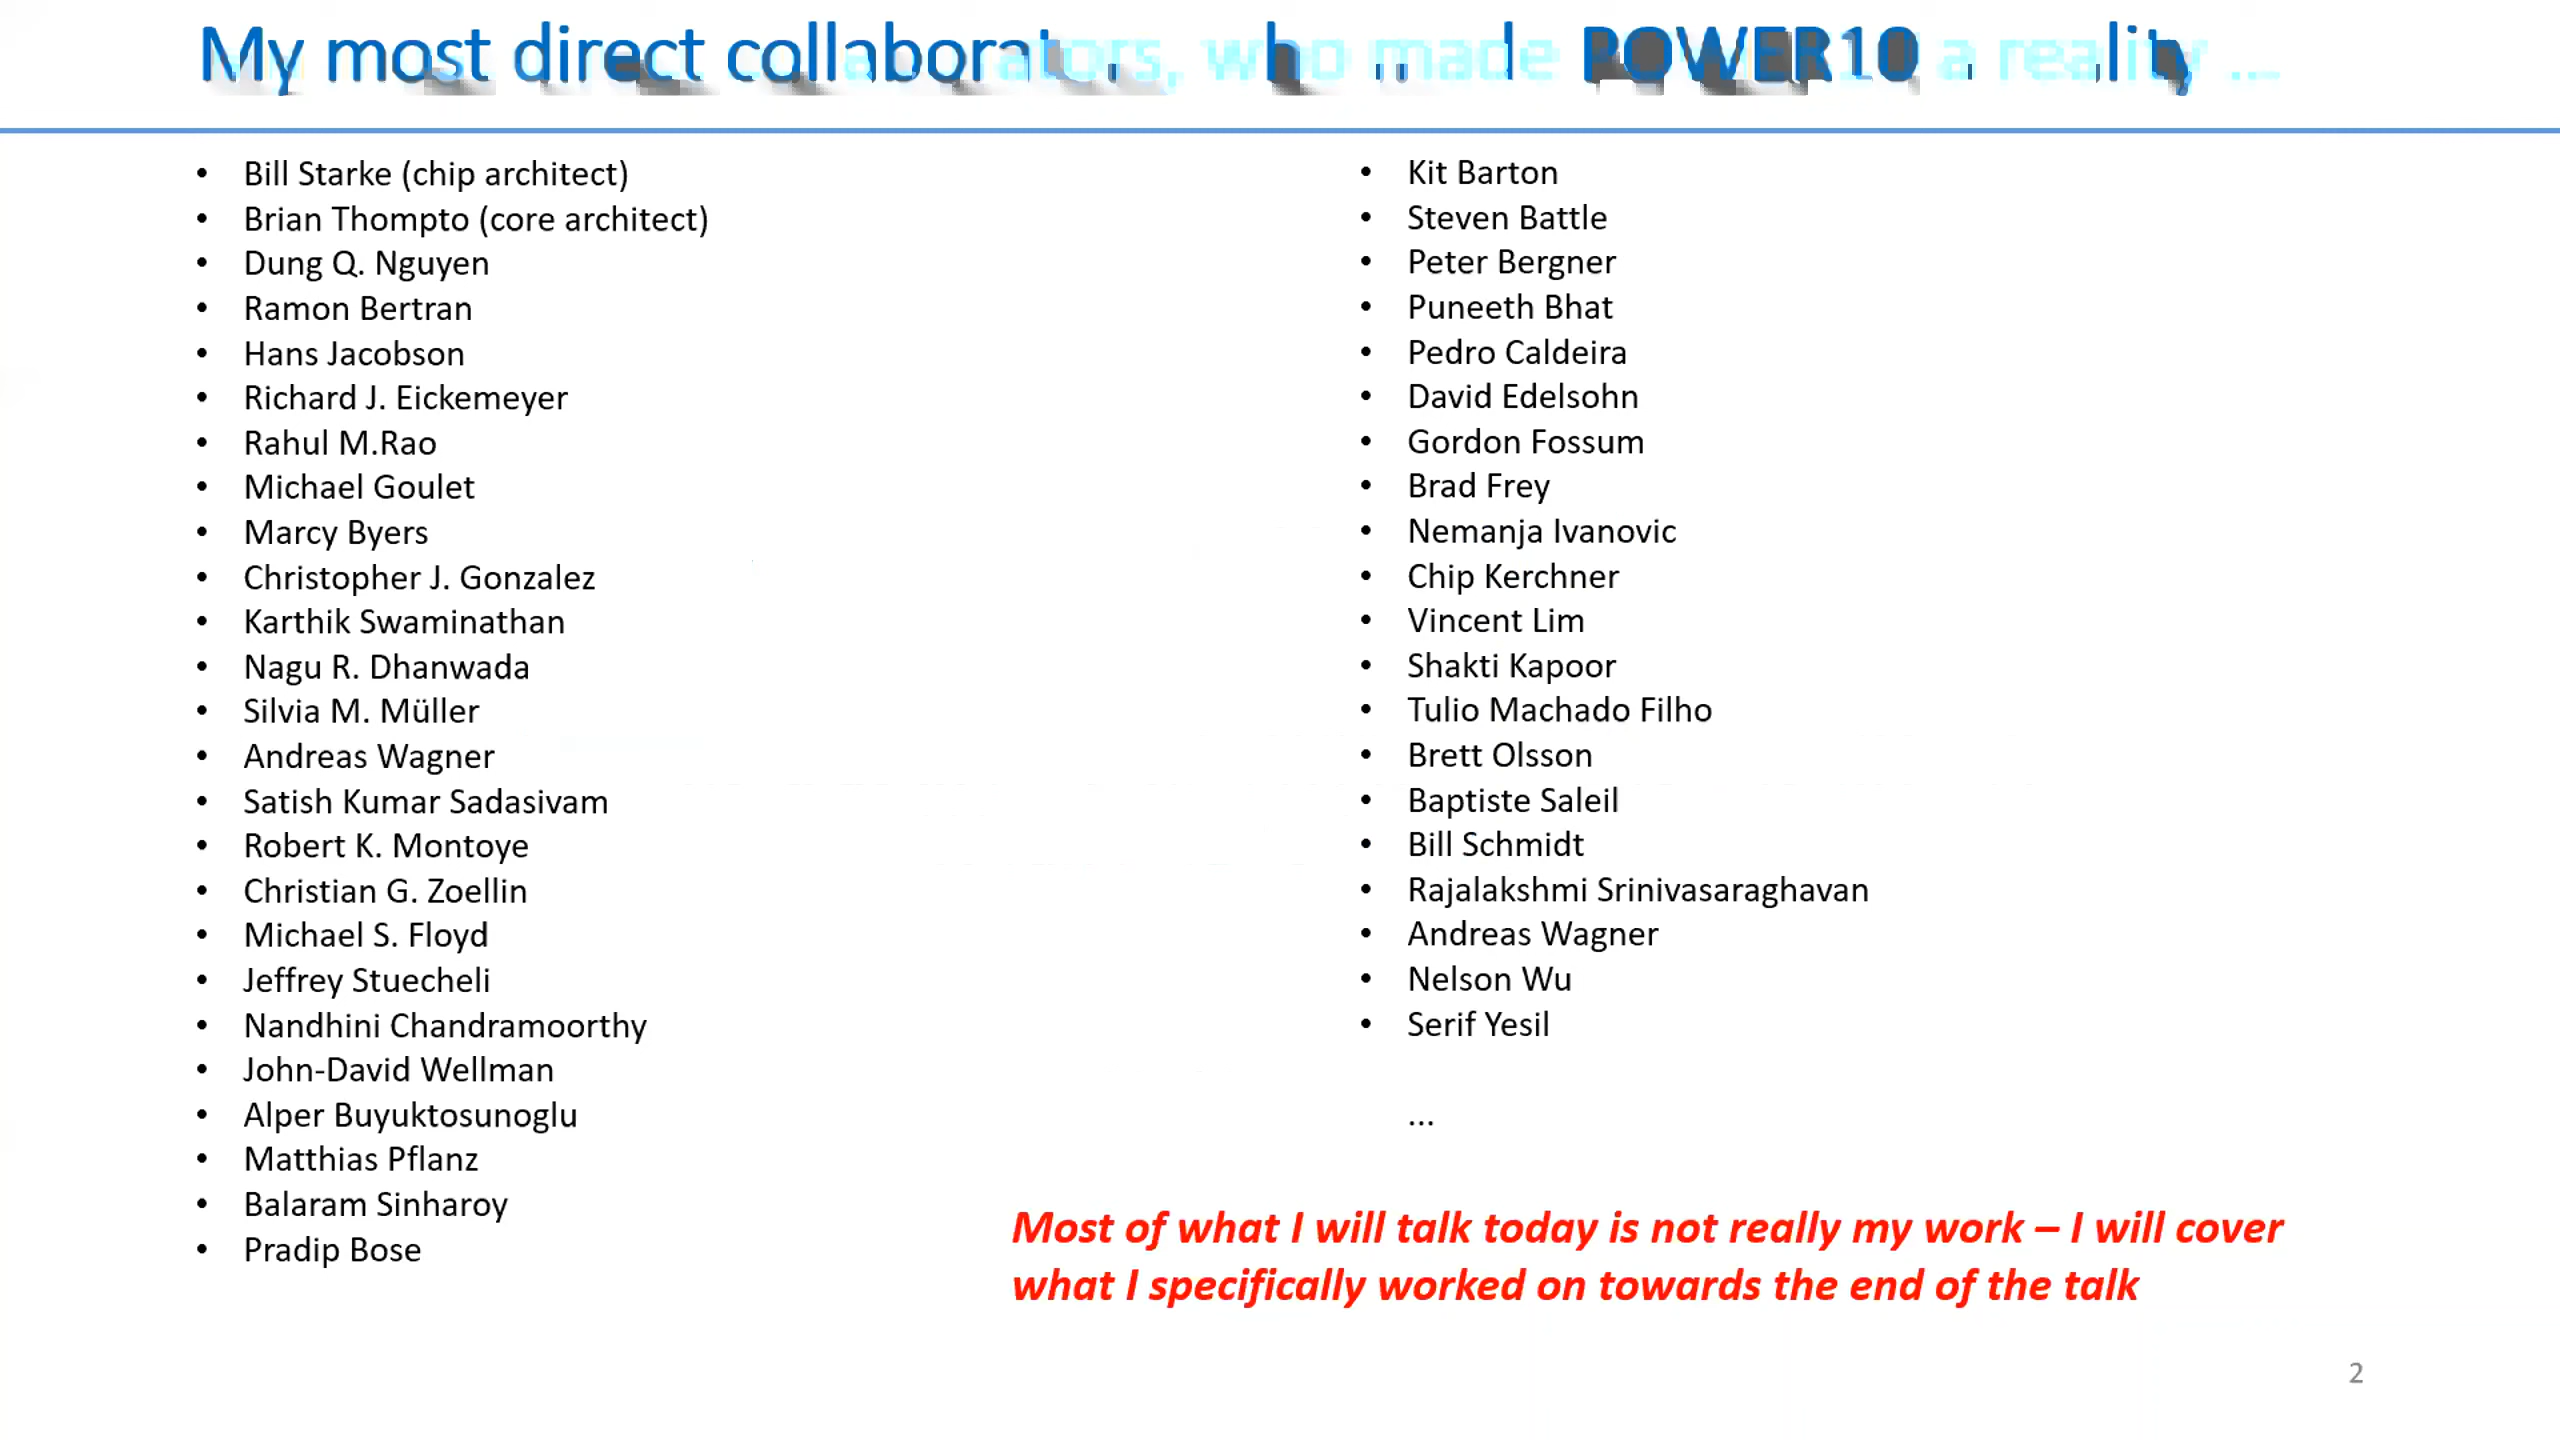 My most direct collaborators, who made POWER10 a reality ...
• Bill Starke (chip architect)
• Brian Thompto (core architect)
• Dung Q. Nguyen
• Ramon Bertran
• Hans Jacobson
• Richard J. Eickemeyer
• Rahul M.Rao
• Michael Goulet
• Marcy Byers
• Christopher J. Gonzalez
• Karthik Swaminathan
• Nagu R. Dhanwada
• Silvia M. Müller
• Andreas Wagner
• Satish Kumar Sadasivam
• Robert K. Montoye
• Christian G. Zoellin
• Michael S. Floyd
• Jeffrey Stuecheli
• Nandhini Chandramoorthy
• John-David Wellman
• Alper Buyuktosunoglu
• Matthias Pflanz
• Balaram Sinharoy
• Pradip Bose
• Kit Barton
• Steven Battle
• Peter Bergner
• Puneeth Bhat
• Pedro Caldeira
• David Edelsohn
• Gordon Fossum
• Brad Frey
• Nemanja Ivanovic
• Chip Kerchner
• Vincent Lim
• Shakti Kapoor
• Tulio Machado Filho
• Brett Olsson
• Baptiste Saleil
• Bill Schmidt
• Rajalakshmi Srinivasaraghavan
• Andreas Wagner
• Nelson Wu
• Serif Yesil
...
Most of what I will talk today is not really my work – I will cover
what I specifically worked on towards the end of the talk
2